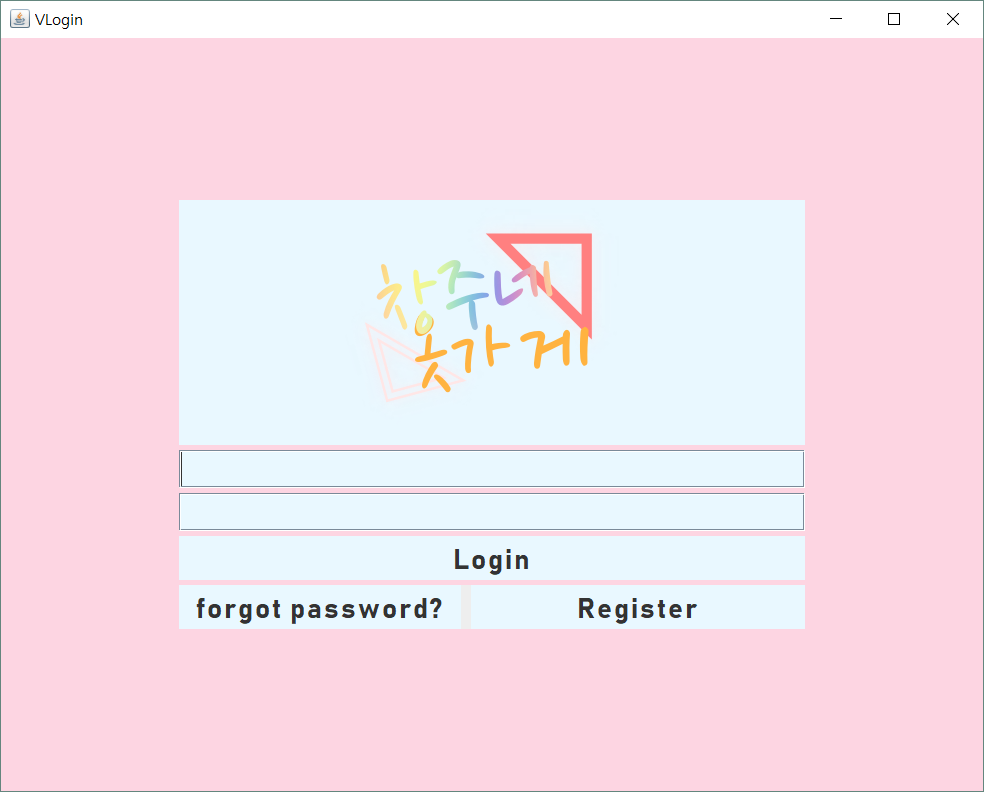 VLogin
창주네
옷가게
Login
forgot password?
Register